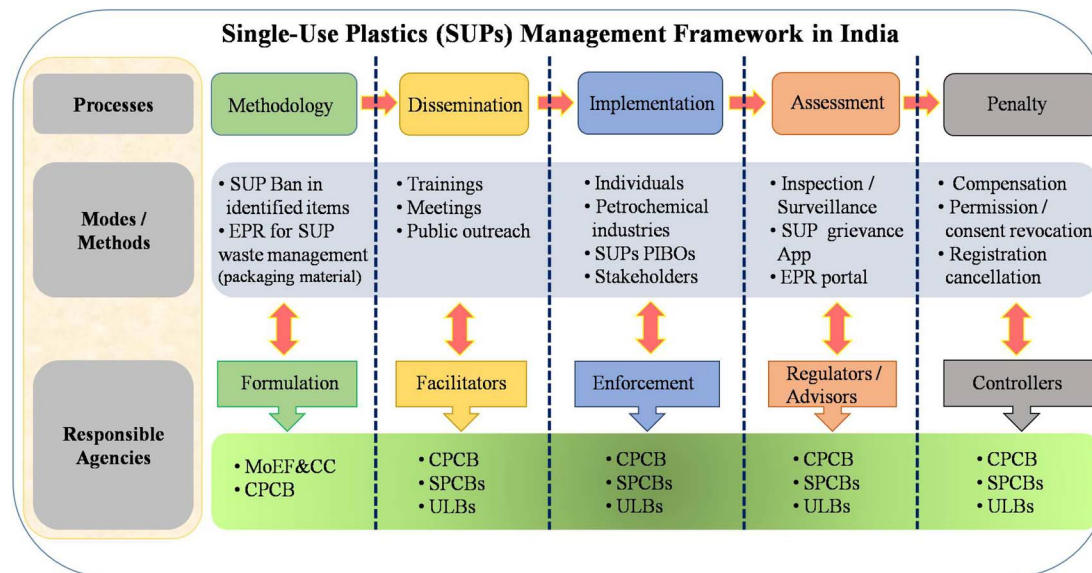 Single-Use Plastics (SUPs) Management Framework in India
Processes
Methodology
Dissemination
Implementation
Assessment
Penalty
Modes /
Methods
• SUP Ban in
identified items
• EPR for SUP
waste management
(packaging material)
• Trainings
• Meetings
• Public outreach
• Individuals
• Petrochemical
industries
• SUPs PIBOs
• Stakeholders
• Inspection /
Surveillance
• SUP grievance
App
• EPR portal
• Compensation
• Permission /
consent revocation
• Registration
cancellation
Responsible
Agencies
Formulation
Facilitators
Enforcement
Regulators /
Advisors
Controllers
• MoEF&CC
• CPCB
• CPCB
• SPCBs
• ULBs
• CPCB
• SPCBs
• ULBs
• CPCB
• SPCBs
• ULBs
• CPCB
• SPCBs
• ULBs